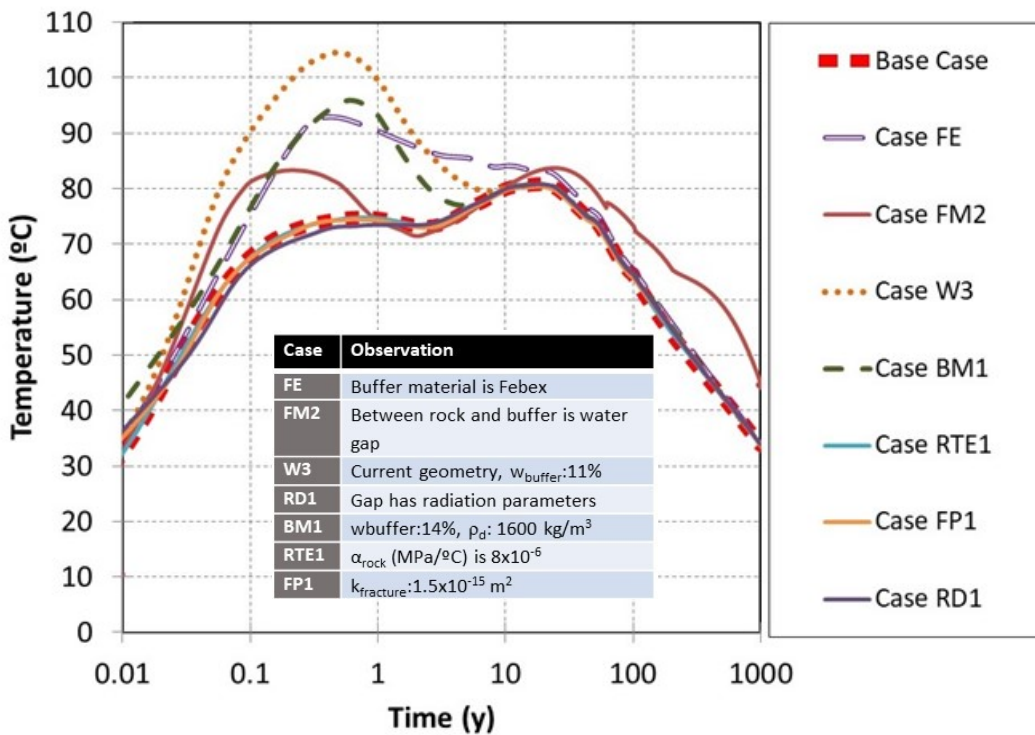 110
100
90
80
70
60
50
40
30
20
10
0
Temperature (ºC)
0.01 0.1 1 10 100 1000
Time (y)
Case Observation
FE Buffer material is Febex
FM2 Between rock and buffer is water
gap
W3 Current geometry, wbuffer:11%
RD1 Gap has radiation parameters
BM1 wbuffer:14%, ρd: 1600 kg/m³
RTE1 αrock (MPa/ºC) is 8x10⁻⁶
FP1 kfracture:1.5x10⁻¹⁵ m²
Base Case
Case FE
Case FM2
Case W3
Case BM1
Case RTE1
Case FP1
Case RD1